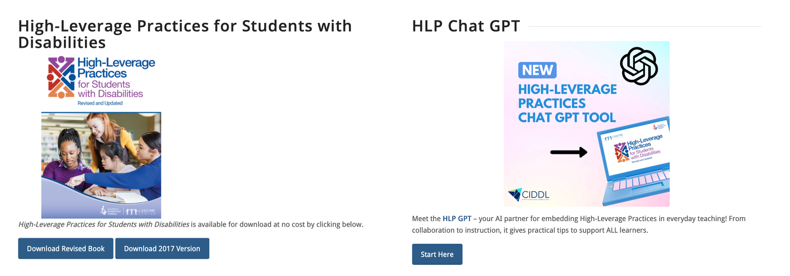 High-Leverage Practices for Students with
Disabilities
High-Leverage
Practices
for Students
with Disabilities
Revised and Updated
High-Leverage Practices for Students with Disabilities is available for download at no cost by clicking below.
Download Revised Book
Download 2017 Version
HLP Chat GPT
NEW
HIGH-LEVERAGE
PRACTICES
CHAT GPT TOOL
High-Leverage
Practices
for Students
with Disabilities
CIDDL
Meet the HLP GPT – your AI partner for embedding High-Leverage Practices in everyday teaching! From
collaboration to instruction, it gives practical tips to support ALL learners.
Start Here